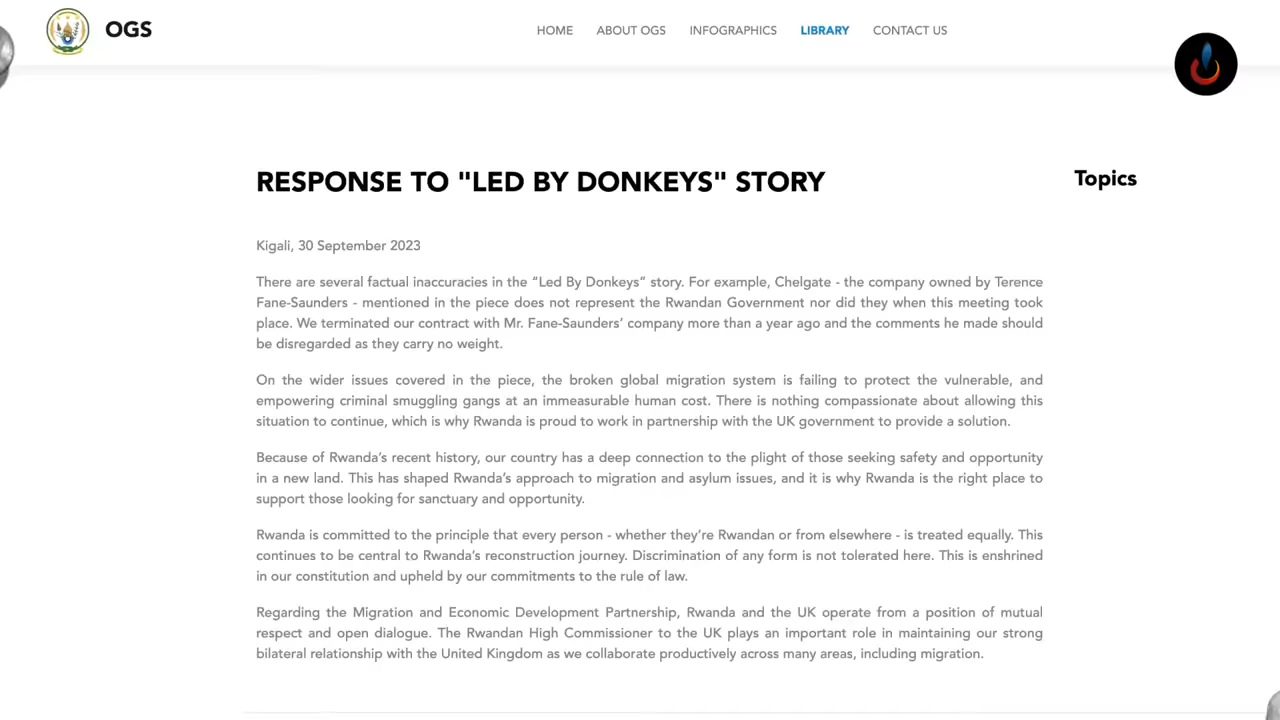 OGS
HOME ABOUT OGS INFOGRAPHICS LIBRARY CONTACT US
RESPONSE TO "LED BY DONKEYS" STORY
Topics
Kigali, 30 September 2023
There are several factual inaccuracies in the “Led By Donkeys” story. For example, Chelgate - the company owned by Terence
Fane-Saunders - mentioned in the piece does not represent the Rwandan Government nor did they when this meeting took
place. We terminated our contract with Mr. Fane-Saunders’ company more than a year ago and the comments he made should
be disregarded as they carry no weight.
On the wider issues covered in the piece, the broken global migration system is failing to protect the vulnerable, and
empowering criminal smuggling gangs at an immeasurable human cost. There is nothing compassionate about allowing this
situation to continue, which is why Rwanda is proud to work in partnership with the UK government to provide a solution.
Because of Rwanda’s recent history, our country has a deep connection to the plight of those seeking safety and opportunity
in a new land. This has shaped Rwanda’s approach to migration and asylum issues, and it is why Rwanda is the right place to
support those looking for sanctuary and opportunity.
Rwanda is committed to the principle that every person - whether they’re Rwandan or from elsewhere - is treated equally. This
continues to be central to Rwanda’s reconstruction journey. Discrimination of any form is not tolerated here. This is enshrined
in our constitution and upheld by our commitments to the rule of law.
Regarding the Migration and Economic Development Partnership, Rwanda and the UK operate from a position of mutual
respect and open dialogue. The Rwandan High Commissioner to the UK plays an important role in maintaining our strong
bilateral relationship with the United Kingdom as we collaborate productively across many areas, including migration.